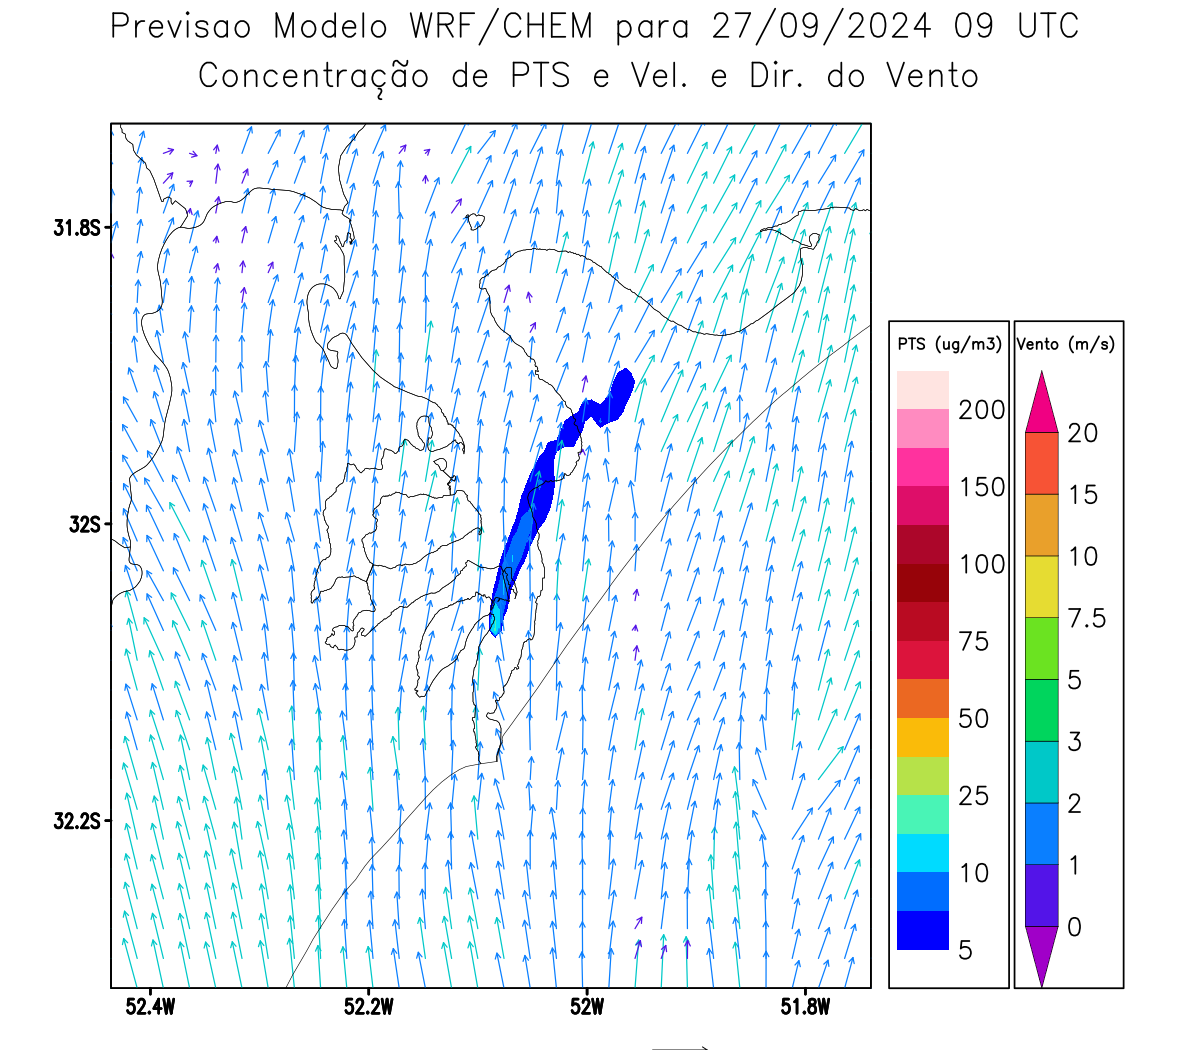 Previsao Modelo WRF/CHEM para 27/09/2024 09 UTC
Concentração de PTS e Vel. e Dir. do Vento
31.8S
32S
32.2S
52.4W 52.2W 52W 51.8W
PTS (ug/m3)
200
150
100
75
50
25
10
5
Vento (m/s)
20
15
10
7.5
5
3
2
1
0